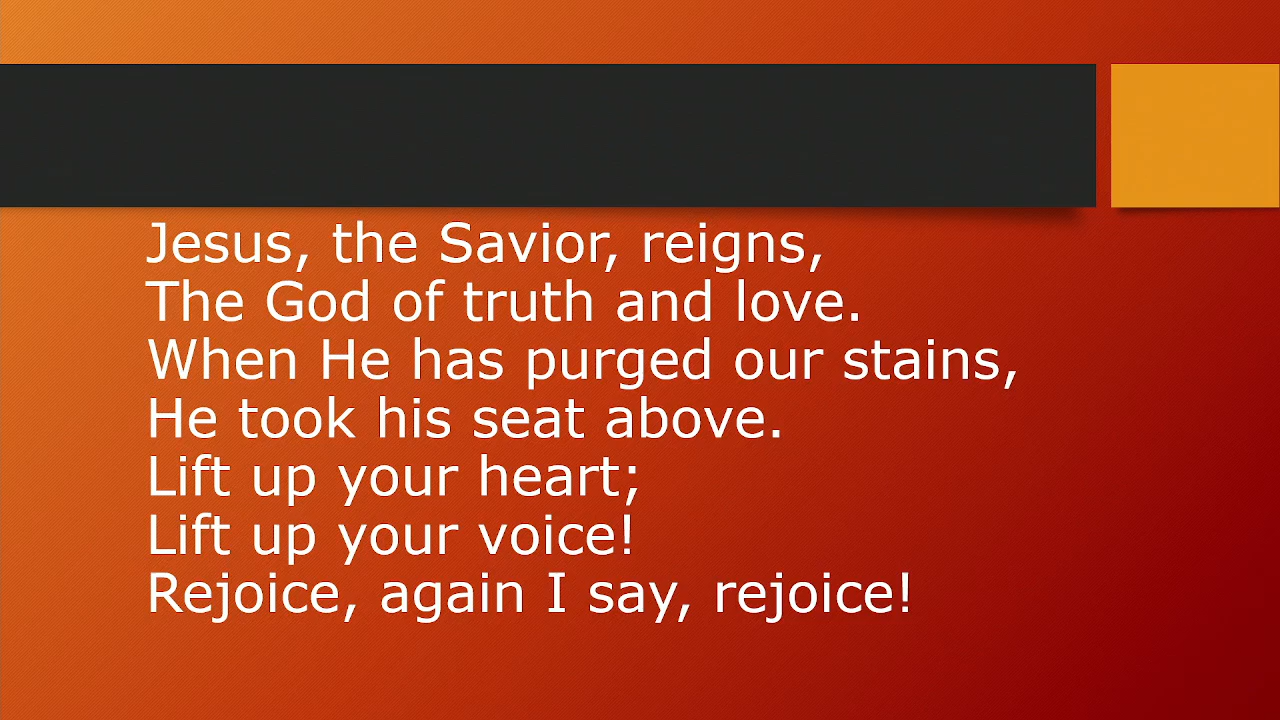 Jesus, the Savior, reigns,
The God of truth and love.
When He has purged our stains,
He took his seat above.
Lift up your heart;
Lift up your voice!
Rejoice, again I say, rejoice!